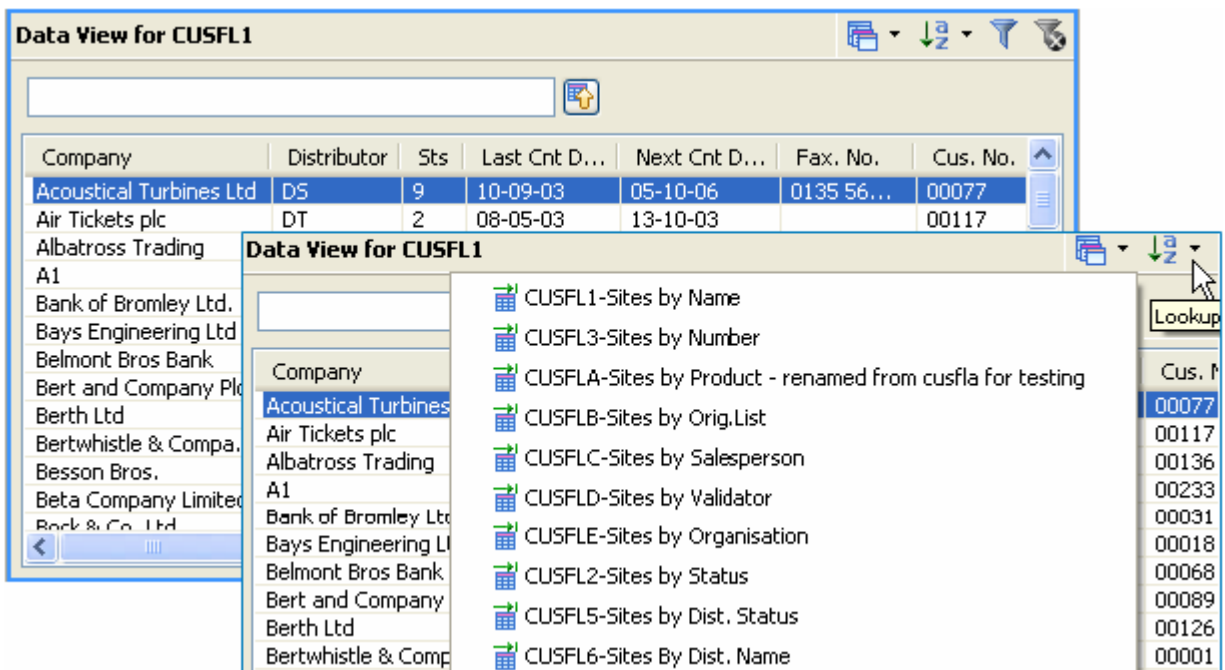 Data View for CUSFL1
Company Distributor Sts Last Cnt D... Next Cnt D... Fax. No. Cus. No.
Acoustical Turbines Ltd DS 9 10-09-03 05-10-06 0135 56... 00077
Air Tickets plc DT 2 08-05-03 13-10-03 00117
Albatross Trading
A1
Bank of Bromley Ltd.
Bays Engineering Ltd
Belmont Bros Bank
Bert and Company Plc
Berth Ltd
Bertwhistle & Compa.
Besson Bros.
Beta Company Limited
Bock & Co. Ltd
Data View for CUSFL1
Lookup
CUSFL1-Sites by Name
CUSFL3-Sites by Number
CUSFLA-Sites by Product - renamed from cusfla for testing
CUSFLB-Sites by Orig.List
CUSFLC-Sites by Salesperson
CUSFLD-Sites by Validator
CUSFLE-Sites by Organisation
CUSFL2-Sites by Status
CUSFL5-Sites by Dist. Status
CUSFL6-Sites By Dist. Name
Company Cus. N
Acoustical Turbines 00077
Air Tickets plc 00117
Albatross Trading 00136
A1 00233
Bank of Bromley Ltd 00031
Bays Engineering Lt 00018
Belmont Bros Bank 00068
Bert and Company 00089
Berth Ltd 00126
Bertwhistle & Comp 00001